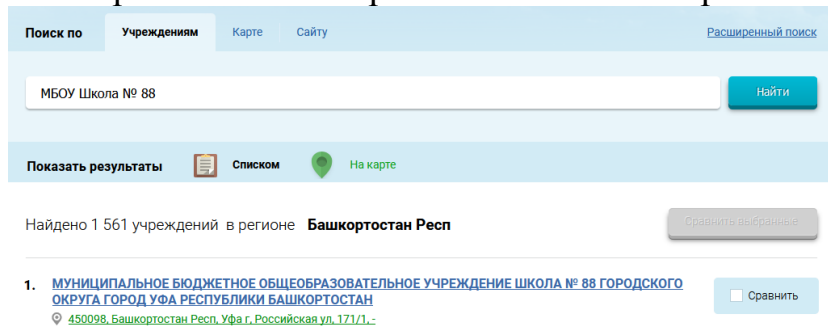 Поиск по Учреждениям Карте Сайту Расширенный поиск
МБОУ Школа № 88 Найти
Показать результаты Списком На карте
Найдено 1 561 учреждений в регионе Башкортостан Респ Сравнить выбранные
1. МУНИЦИПАЛЬНОЕ БЮДЖЕТНОЕ ОБЩЕОБРАЗОВАТЕЛЬНОЕ УЧРЕЖДЕНИЕ ШКОЛА № 88 ГОРОДСКОГО
ОКРУГА ГОРОД УФА РЕСПУБЛИКИ БАШКОРТОСТАН Сравнить
450098, Башкортостан Респ, Уфа г, Российская ул, 171/1, -